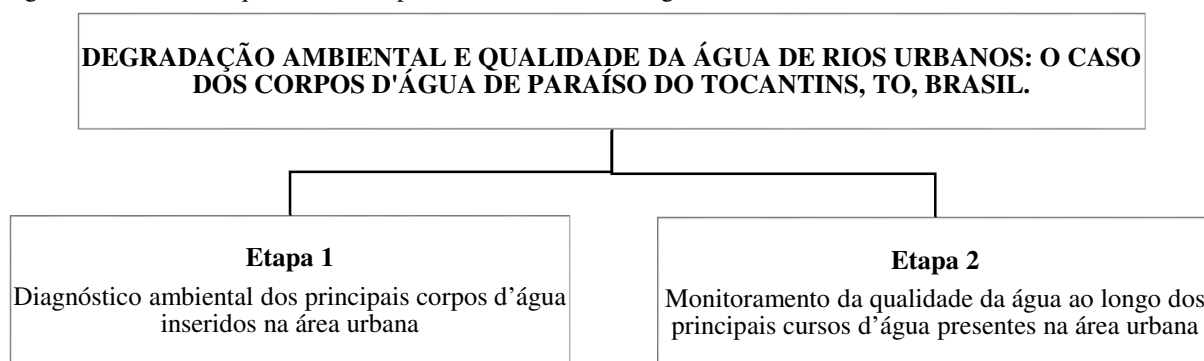 DEGRADAÇÃO AMBIENTAL E QUALIDADE DA ÁGUA DE RIOS URBANOS: O CASO
DOS CORPOS D'ÁGUA DE PARAÍSO DO TOCANTINS, TO, BRASIL.
Etapa 1
Diagnóstico ambiental dos principais corpos d’água
inseridos na área urbana
Etapa 2
Monitoramento da qualidade da água ao longo dos
principais cursos d’água presentes na área urbana